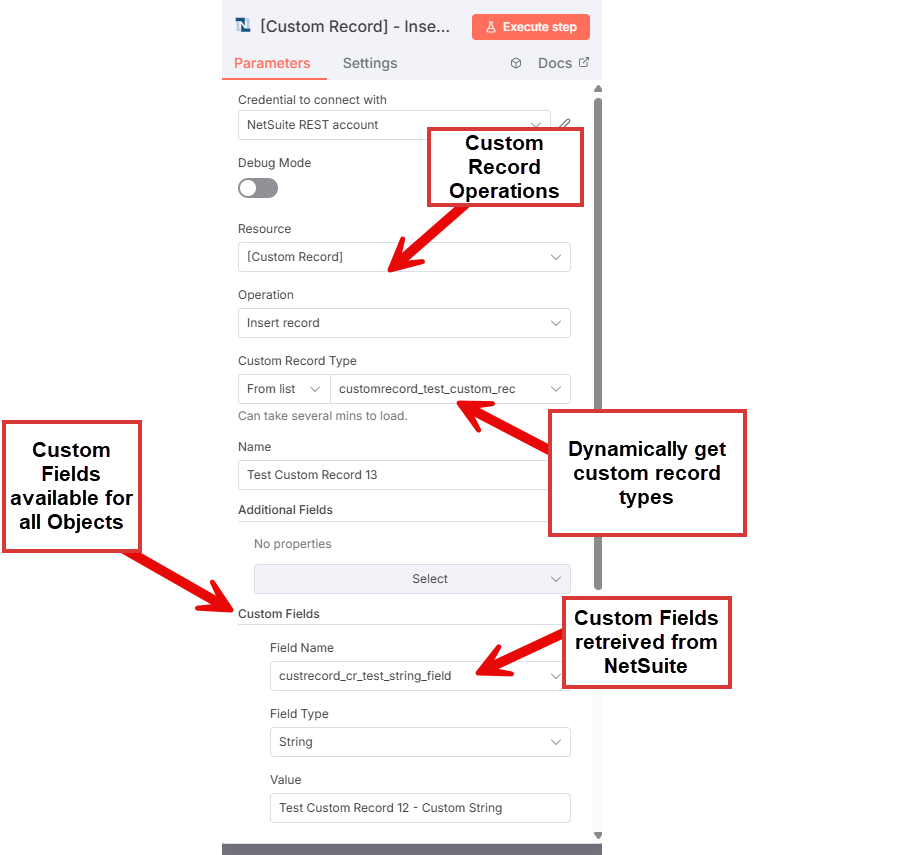 [Custom Record] - Inse...
Execute step
Parameters
Settings
Docs
Credential to connect with
NetSuite REST account
Custom
Record
Operations
Debug Mode
Resource
[Custom Record]
Operation
Insert record
Custom Record Type
From list
customrecord_test_custom_rec
Can take several mins to load.
Dynamically get
custom record
types
Custom
Fields
available for
all Objects
Name
Test Custom Record 13
Additional Fields
No properties
Select
Custom Fields
Custom Fields
retreived from
NetSuite
Field Name
custrecord_cr_test_string_field
Field Type
String
Value
Test Custom Record 12 - Custom String